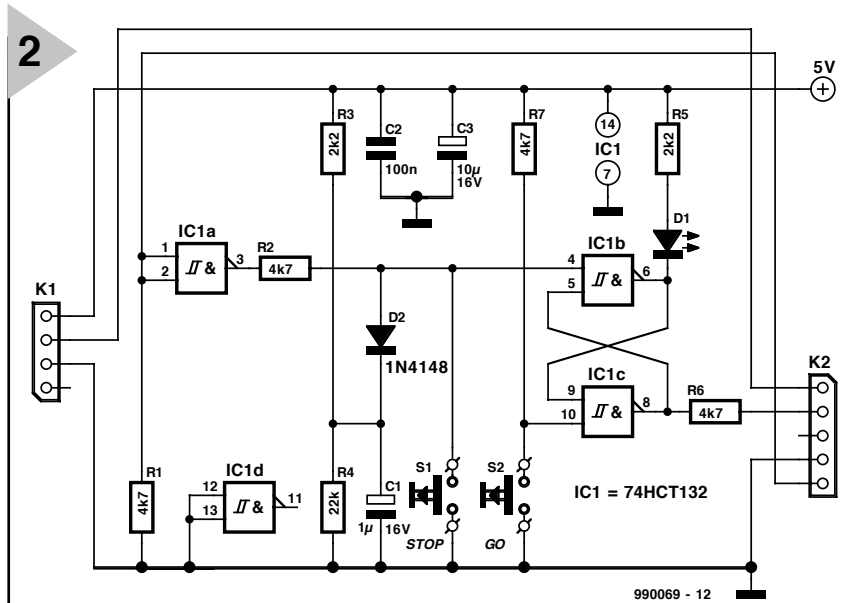 2
5V
+
R3
2k2
C2
100n
C3
10µ
16V
R7
4k7
14
IC1
7
R5
2k2
D1
IC1a
1
2
3
&
R2
4k7
IC1b
4
5
6
&
K1
D2
1N4148
IC1c
9
10
8
&
R6
4k7
K2
R1
4k7
IC1d
12
13
11
&
R4
22k
C1
1µ
16V
S1
STOP
S2
GO
IC1 = 74HCT132
990069 - 12